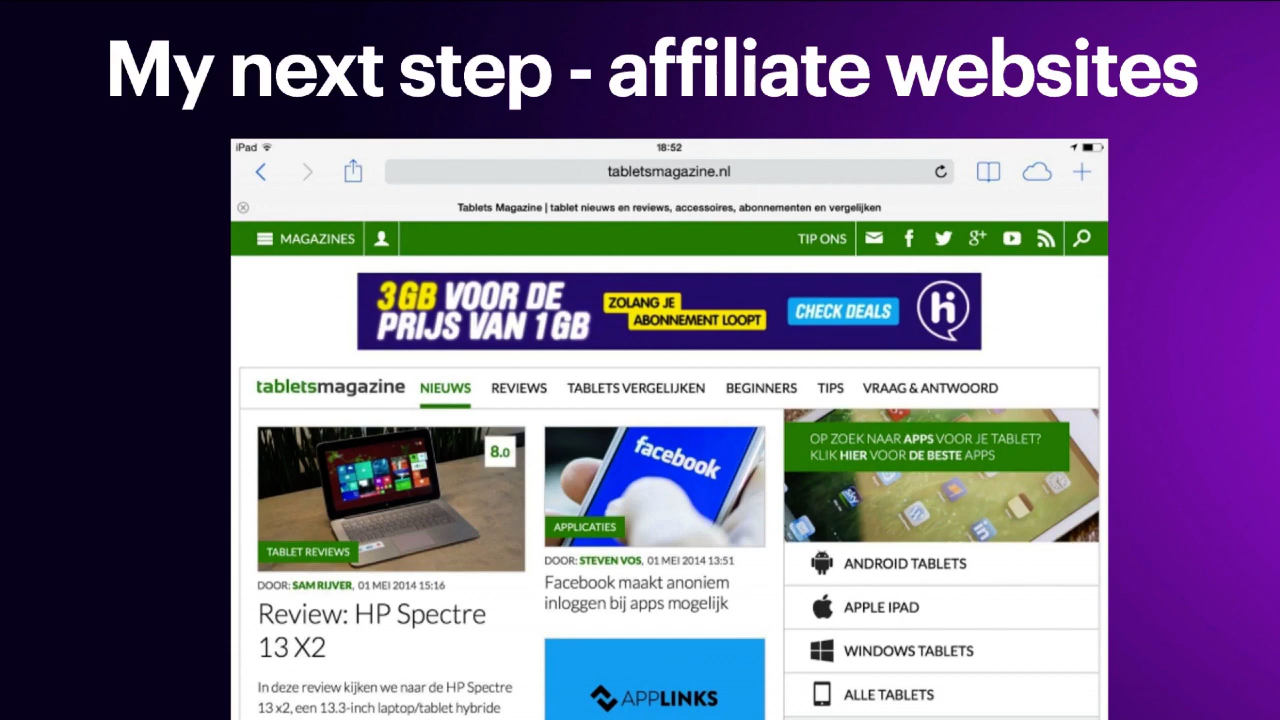 My next step - affiliate websites
iPad
18:52
tabletsmagazine.nl
Tablets Magazine | tablet nieuws en reviews, accessoires, abonnementen en vergelijken
MAGAZINES
TIP ONS
3GB VOOR DE
PRIJS VAN 1GB
ZOLANG JE
ABONNEMENT LOOPT
CHECK DEALS
hi
tabletsmagazine
NIEUWS
REVIEWS
TABLETS VERGELIJKEN
BEGINNERS
TIPS
VRAAG & ANTWOORD
8.0
TABLET REVIEWS
DOOR: SAM RIJVER, 01 MEI 2014 15:16
Review: HP Spectre
13 X2
In deze review kijken we naar de HP Spectre
13 x2, een 13.3-inch laptop/tablet hybride
facebook
APPLICATIES
DOOR: STEVEN VOS, 01 MEI 2014 13:51
Facebook maakt anoniem
inloggen bij apps mogelijk
APPLINKS
OP ZOEK NAAR APPS VOOR JE TABLET?
KLIK HIER VOOR DE BESTE APPS
sky
ANDROID TABLETS
APPLE IPAD
WINDOWS TABLETS
ALLE TABLETS